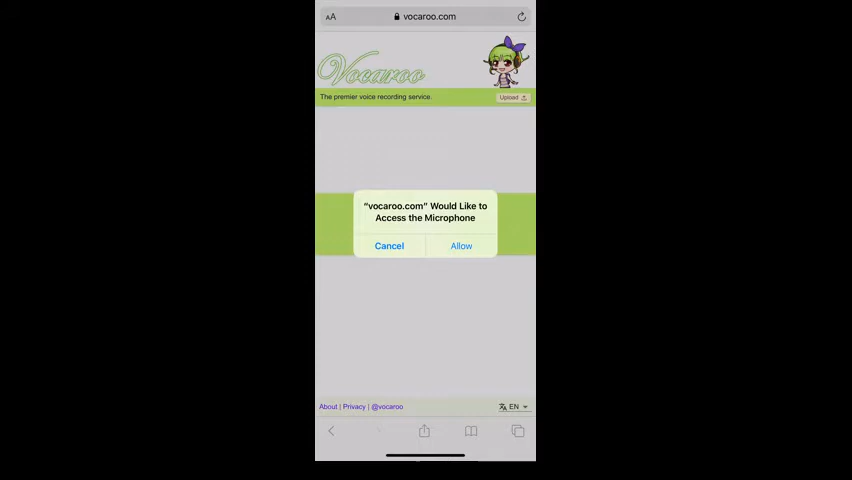 AA vocaroo.com
Vocaroo
The premier voice recording service. Upload
“vocaroo.com” Would Like to
Access the Microphone
Cancel Allow
About | Privacy | @vocaroo EN